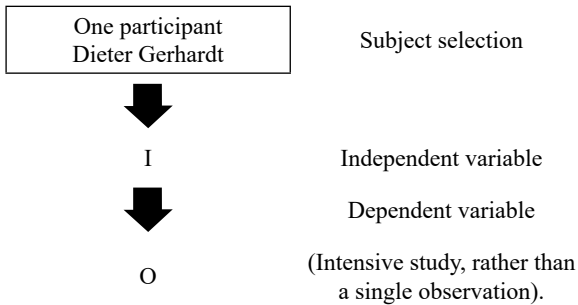 One participant
Dieter Gerhardt
Subject selection
I
Independent variable
Dependent variable
O
(Intensive study, rather than
a single observation).